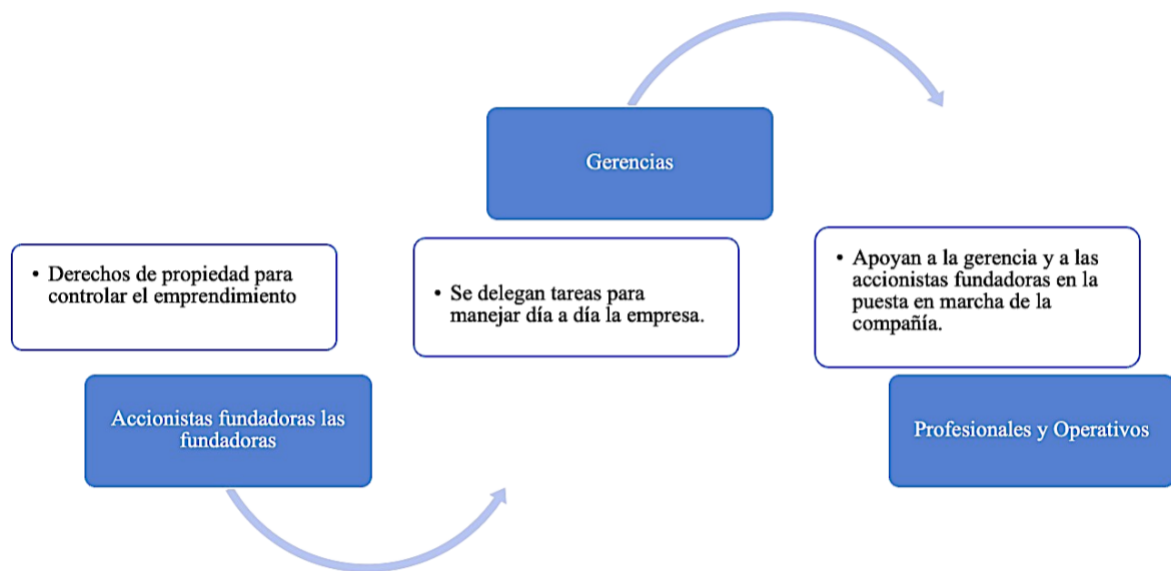 Gerencias
• Derechos de propiedad para
controlar el emprendimiento
• Se delegan tareas para
manejar día a día la empresa.
• Apoyan a la gerencia y a las
accionistas fundadoras en la
puesta en marcha de la
compañía.
Accionistas fundadoras las
fundadoras
Profesionales y Operativos